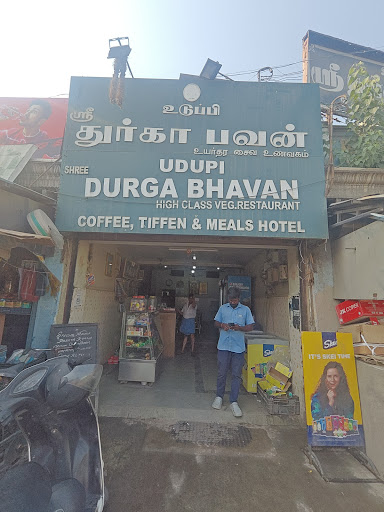 உடுப்பி
ஸ்ரீ
துர்கா பவன்
உயர்தர சைவ உணவகம்
SHREE
UDUPI
DURGA BHAVAN
HIGH CLASS VEG.RESTAURANT
COFFEE, TIFFEN & MEALS HOTEL
ஸ்ரீ
IT'S SKEI TIME